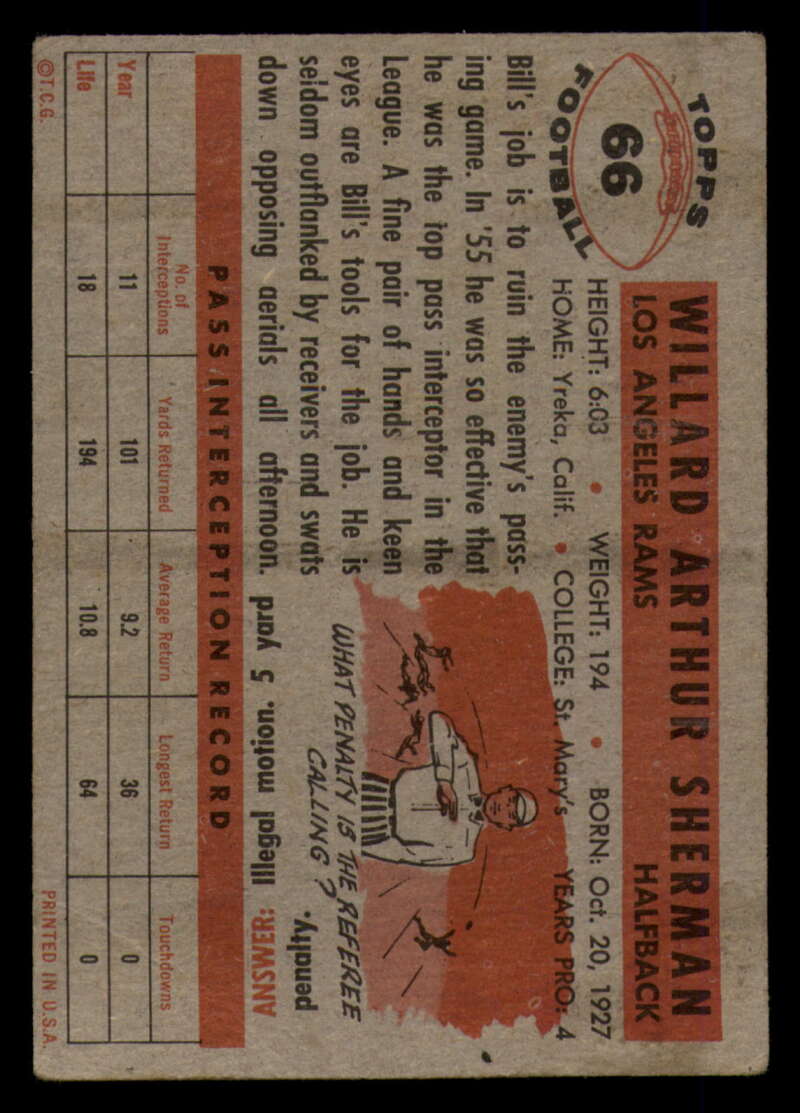 TOPPS
66
FOOTBALL
WILLARD ARTHUR SHERMAN
LOS ANGELES RAMS HALFBACK
HEIGHT: 6:03 • WEIGHT: 194 • BORN: Oct. 20, 1927
HOME: Yreka, Calif. • COLLEGE: St. Mary's YEARS PRO: 4
Bill's job is to ruin the enemy's pass-
ing game. In '55 he was so effective that
he was the top pass interceptor in the
League. A fine pair of hands and keen
eyes are Bill's tools for the job. He is
seldom outflanked by receivers and swats
down opposing aerials all afternoon.
WHAT PENALTY IS THE REFEREE
CALLING?
ANSWER: Illegal motion. 5 yard
penalty.
PASS INTERCEPTION RECORD
No. of Interceptions Yards Returned Average Return Longest Return Touchdowns
Year 11 101 9.2 36 0
Life 18 194 10.8 64 0
©T.C.G. PRINTED IN U.S.A.